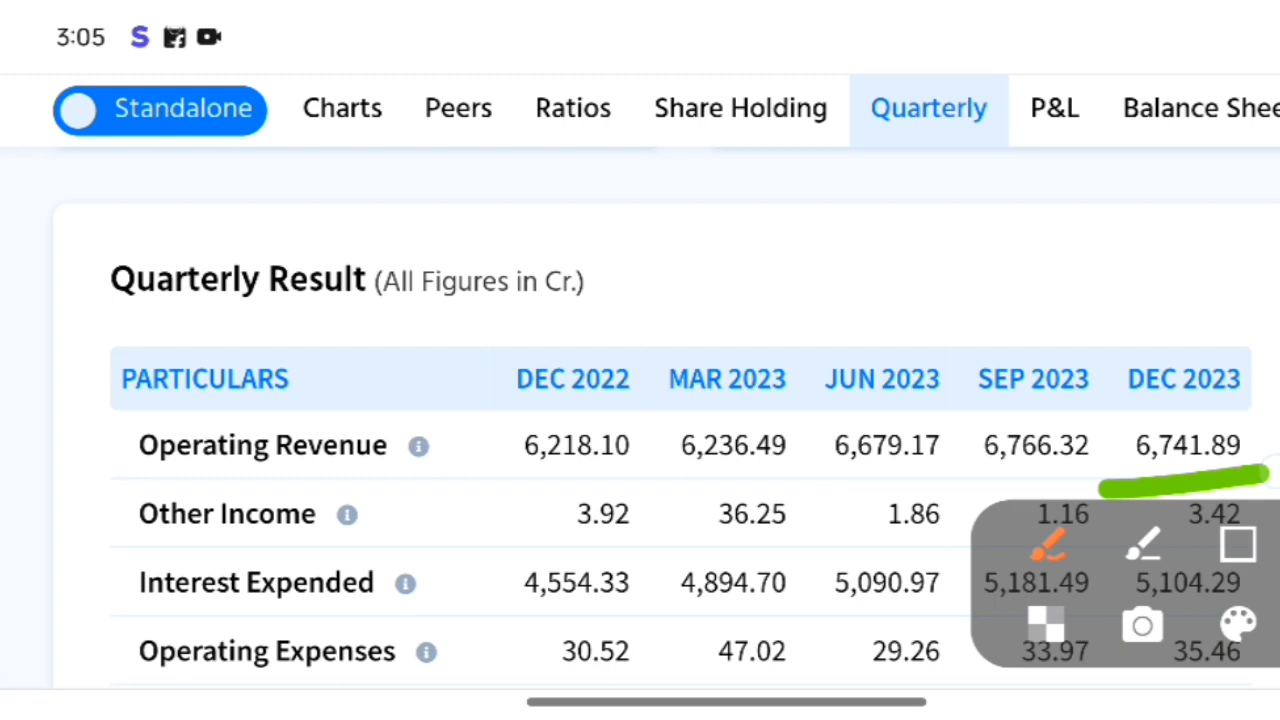 3:05 S
Standalone Charts Peers Ratios Share Holding Quarterly P&L Balance Shee
Quarterly Result (All Figures in Cr.)
PARTICULARS DEC 2022 MAR 2023 JUN 2023 SEP 2023 DEC 2023
Operating Revenue 6,218.10 6,236.49 6,679.17 6,766.32 6,741.89
Other Income 3.92 36.25 1.86 1.16 3.42
Interest Expended 4,554.33 4,894.70 5,090.97 5,181.49 5,104.29
Operating Expenses 30.52 47.02 29.26 33.97 35.46